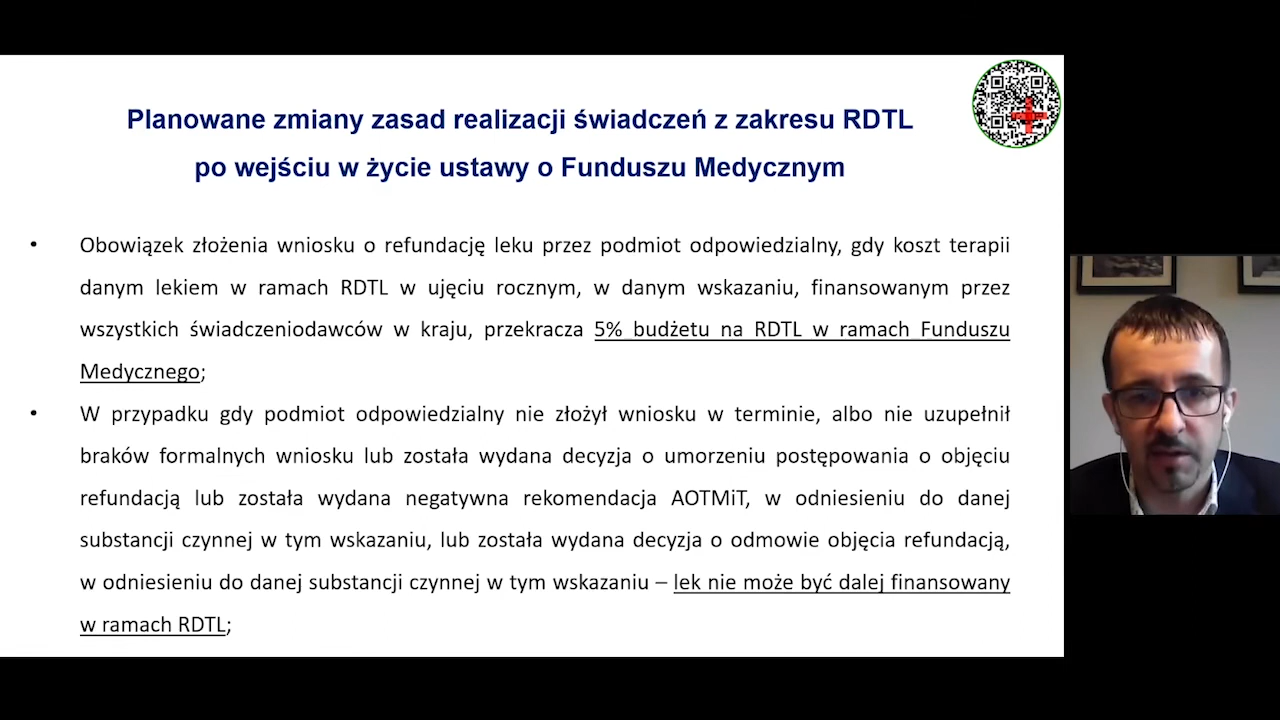 Planowane zmiany zasad realizacji świadczeń z zakresu RDTL
po wejściu w życie ustawy o Funduszu Medycznym
• Obowiązek złożenia wniosku o refundację leku przez podmiot odpowiedzialny, gdy koszt terapii
danym lekiem w ramach RDTL w ujęciu rocznym, w danym wskazaniu, finansowanym przez
wszystkich świadczeniodawców w kraju, przekracza 5% budżetu na RDTL w ramach Funduszu
Medycznego;
• W przypadku gdy podmiot odpowiedzialny nie złożył wniosku w terminie, albo nie uzupełnił
braków formalnych wniosku lub została wydana decyzja o umorzeniu postępowania o objęciu
refundacją lub została wydana negatywna rekomendacja AOTMiT, w odniesieniu do danej
substancji czynnej w tym wskazaniu, lub została wydana decyzja o odmowie objęcia refundacją,
w odniesieniu do danej substancji czynnej w tym wskazaniu – lek nie może być dalej finansowany
w ramach RDTL;